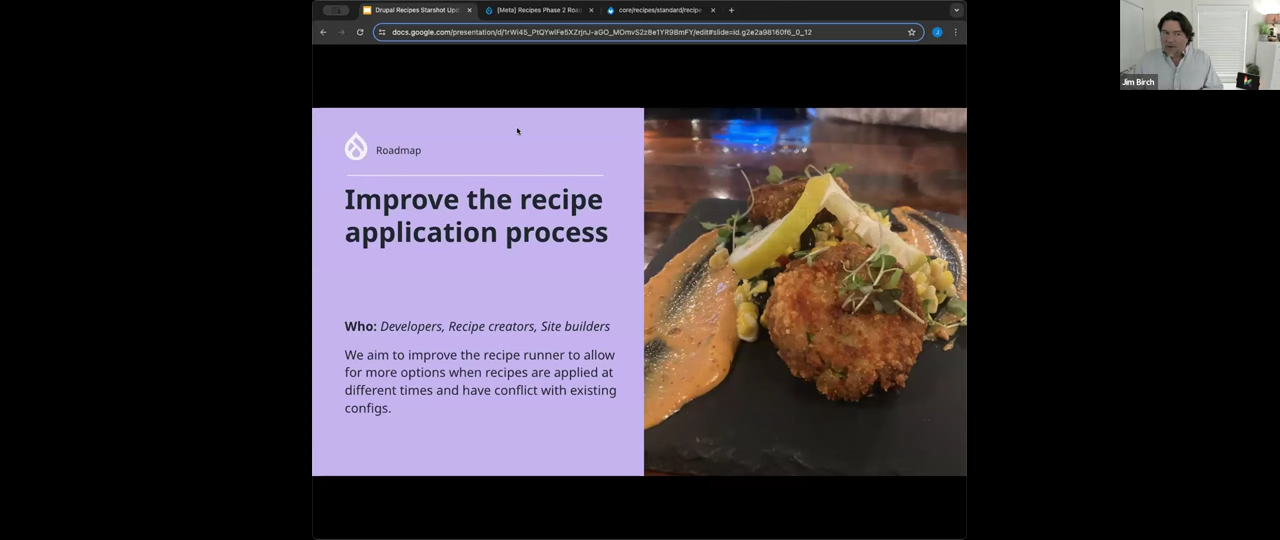 Drupal Recipes Starshot Upd
[Meta] Recipes Phase 2 Road
core/recipes/standard/recipe
docs.google.com/presentation/d/1rWi45_PtQYwiFe5XZrjnJ-aGO_MOmvS2z8e1YR9BmFY/edit#slide=id.g2e2a98160f6_0_12
J
Jim Birch
Roadmap
Improve the recipe
application process
Who: Developers, Recipe creators, Site builders
We aim to improve the recipe runner to allow
for more options when recipes are applied at
different times and have conflict with existing
configs.